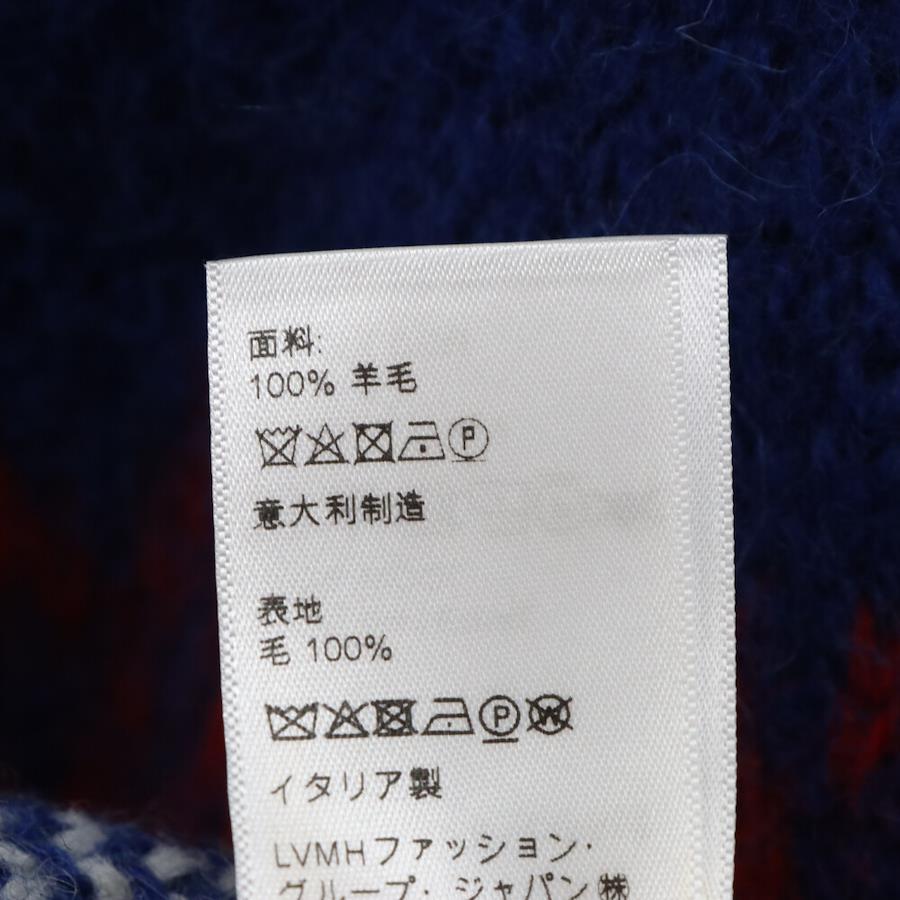 面料:
100% 羊毛
P
意大利制造
表地
毛 100%
P W
イタリア製
LVMHファッション・
グループ・ジャパン㈱